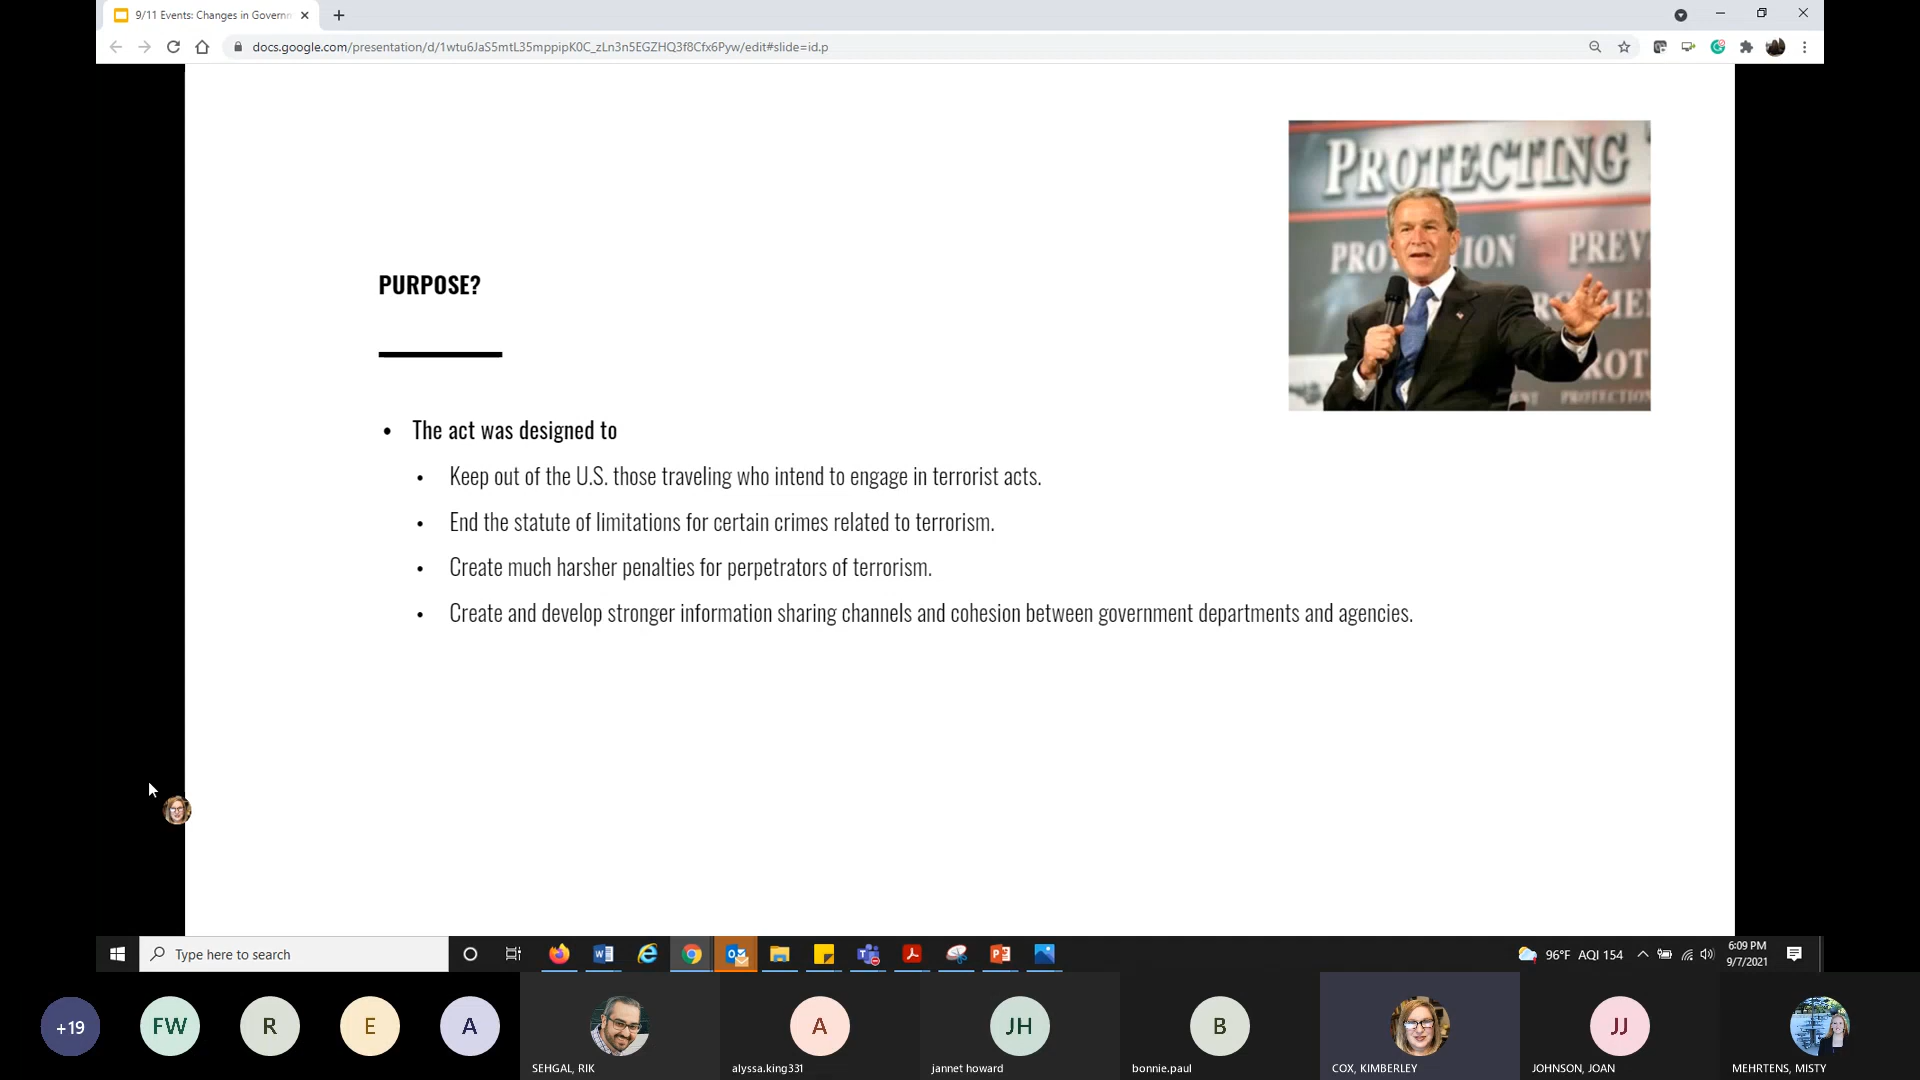 9/11 Events: Changes in Governm
docs.google.com/presentation/d/1wtu6JaS5mtL35mppipK0C_zLn3n5EGZHQ3f8Cfx6Pyw/edit#slide=id.p
PROTECTING
PRO ION PREV
PURPOSE?
ROT
PROTECTION
• The act was designed to
• Keep out of the U.S. those traveling who intend to engage in terrorist acts.
• End the statute of limitations for certain crimes related to terrorism.
• Create much harsher penalties for perpetrators of terrorism.
• Create and develop stronger information sharing channels and cohesion between government departments and agencies.
Type here to search
96°F AQI 154
6:09 PM
9/7/2021
+19 FW R E A A JH B JJ
SEHGAL, RIK alyssa.king331 jannet howard bonnie.paul COX, KIMBERLEY JOHNSON, JOAN MEHRTENS, MISTY